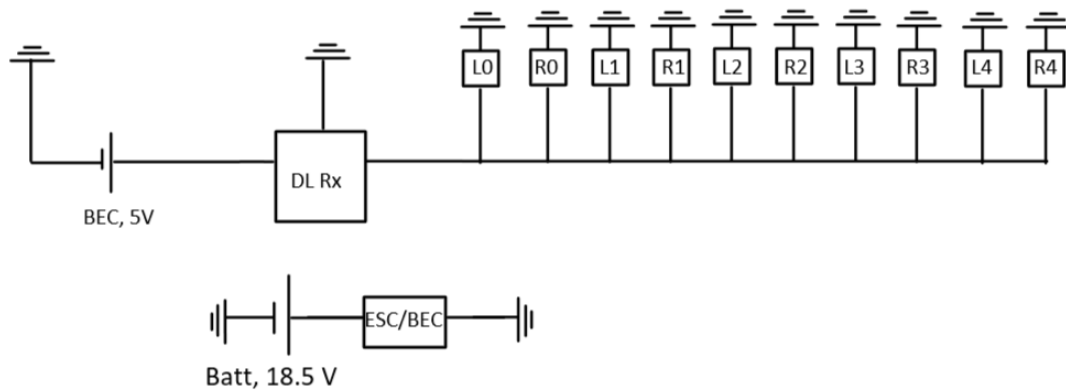 L0 R0 L1 R1 L2 R2 L3 R3 L4 R4
DL Rx
BEC, 5V
ESC/BEC
Batt, 18.5 V